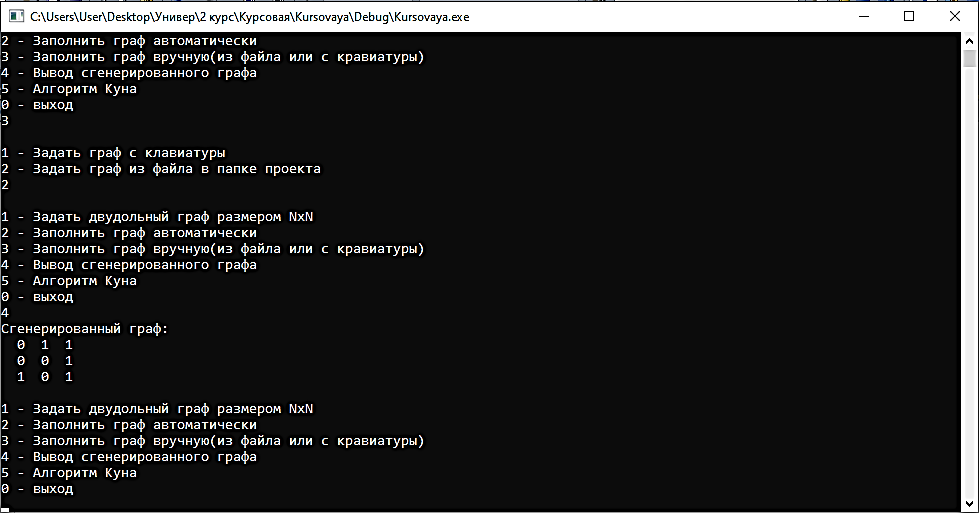 C:\Users\User\Desktop\Универ\2 курс\Курсовая\Debug\Kursovaya.exe
2 - Заполнить граф автоматически
3 - Заполнить граф вручную(из файла или с кравиатуры)
4 - Вывод сгенерированного графа
5 - Алгоритм Куна
0 - выход
3
1 - Задать граф с клавиатуры
2 - Задать граф из файла в папке проекта
2
1 - Задать двудольный граф размером NxN
2 - Заполнить граф автоматически
3 - Заполнить граф вручную(из файла или с кравиатуры)
4 - Вывод сгенерированного графа
5 - Алгоритм Куна
0 - выход
4
Сгенерированный граф:
0 1 1
0 0 1
1 0 1
1 - Задать двудольный граф размером NxN
2 - Заполнить граф автоматически
3 - Заполнить граф вручную(из файла или с кравиатуры)
4 - Вывод сгенерированного графа
5 - Алгоритм Куна
0 - выход